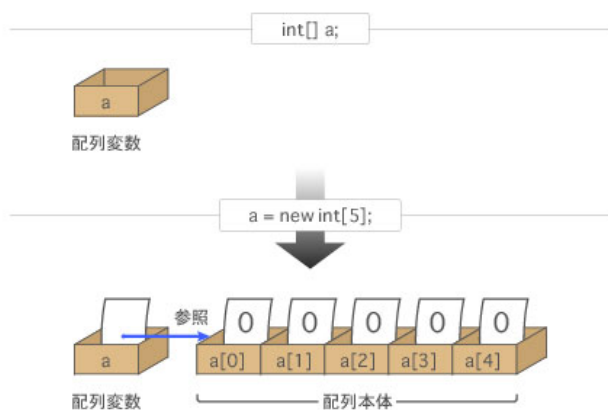 int[] a;
a
配列変数
a = new int[5];
参照
0 0 0 0 0
a a[0] a[1] a[2] a[3] a[4]
配列変数 配列本体